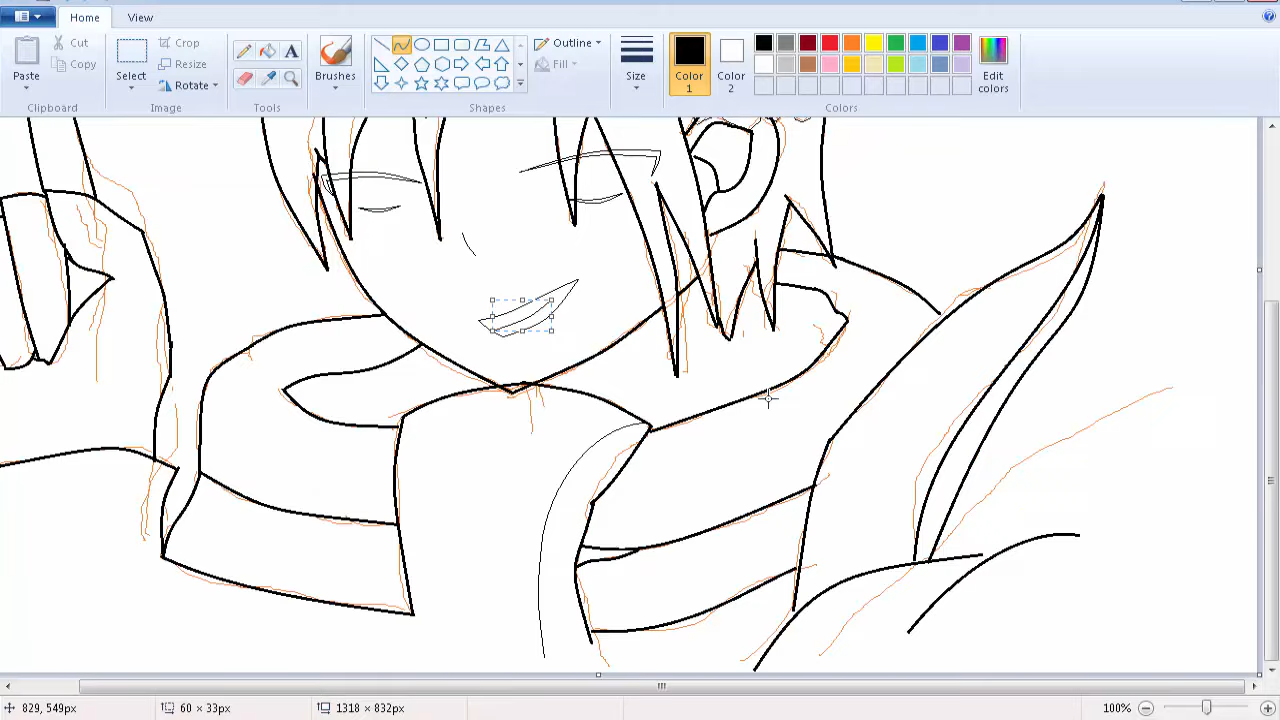 Home View
Paste
Cut
Copy
Clipboard
Select
Crop
Resize
Rotate
Image
A
Tools
Brushes
Outline
Fill
Shapes
Size
Color 1
Color 2
Edit colors
Colors
829, 549px
60 × 33px
1318 × 832px
100%